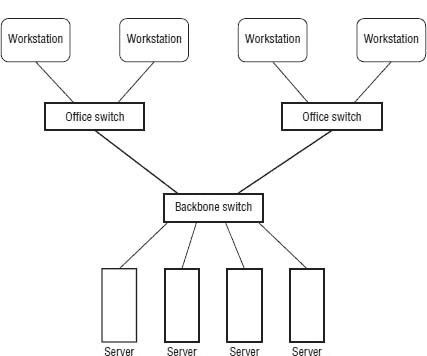 Workstation
Workstation
Workstation
Workstation
Office switch
Office switch
Backbone switch
Server
Server
Server
Server